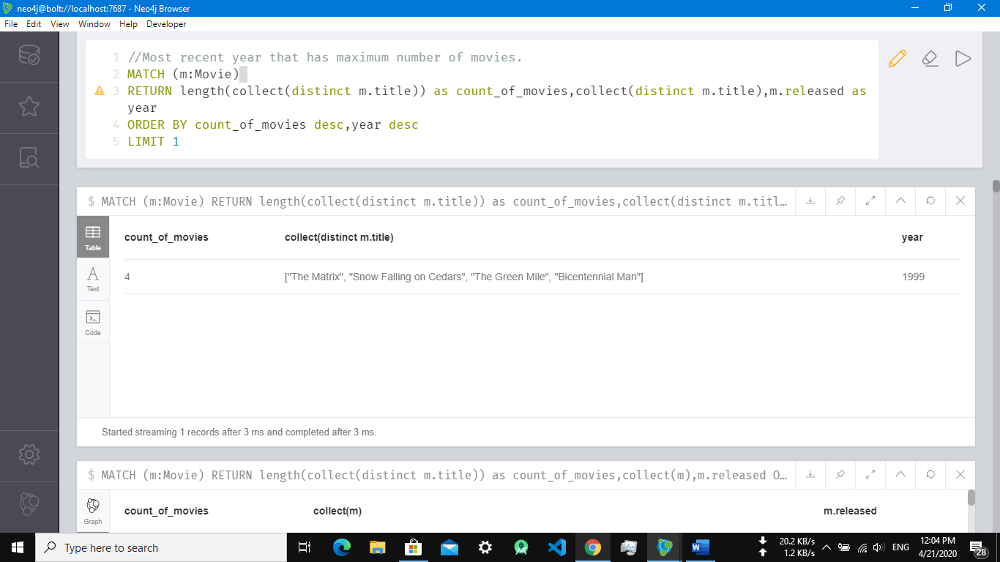 neo4j@bolt://localhost:7687 - Neo4j Browser
File Edit View Window Help Developer
1 //Most recent year that has maximum number of movies.
2 MATCH (m:Movie)
3 RETURN length(collect(distinct m.title)) as count_of_movies,collect(distinct m.title),m.released as
year
4 ORDER BY count_of_movies desc,year desc
5 LIMIT 1
$ MATCH (m:Movie) RETURN length(collect(distinct m.title)) as count_of_movies,collect(distinct m.titl…
Table
count_of_movies collect(distinct m.title) year
4 ["The Matrix", "Snow Falling on Cedars", "The Green Mile", "Bicentennial Man"] 1999
A
Text
Code
Started streaming 1 records after 3 ms and completed after 3 ms.
$ MATCH (m:Movie) RETURN length(collect(distinct m.title)) as count_of_movies,collect(m),m.released O…
Graph
count_of_movies collect(m) m.released
Type here to search
20.2 KB/s
1.2 KB/s
ENG
12:04 PM
4/21/2020
28